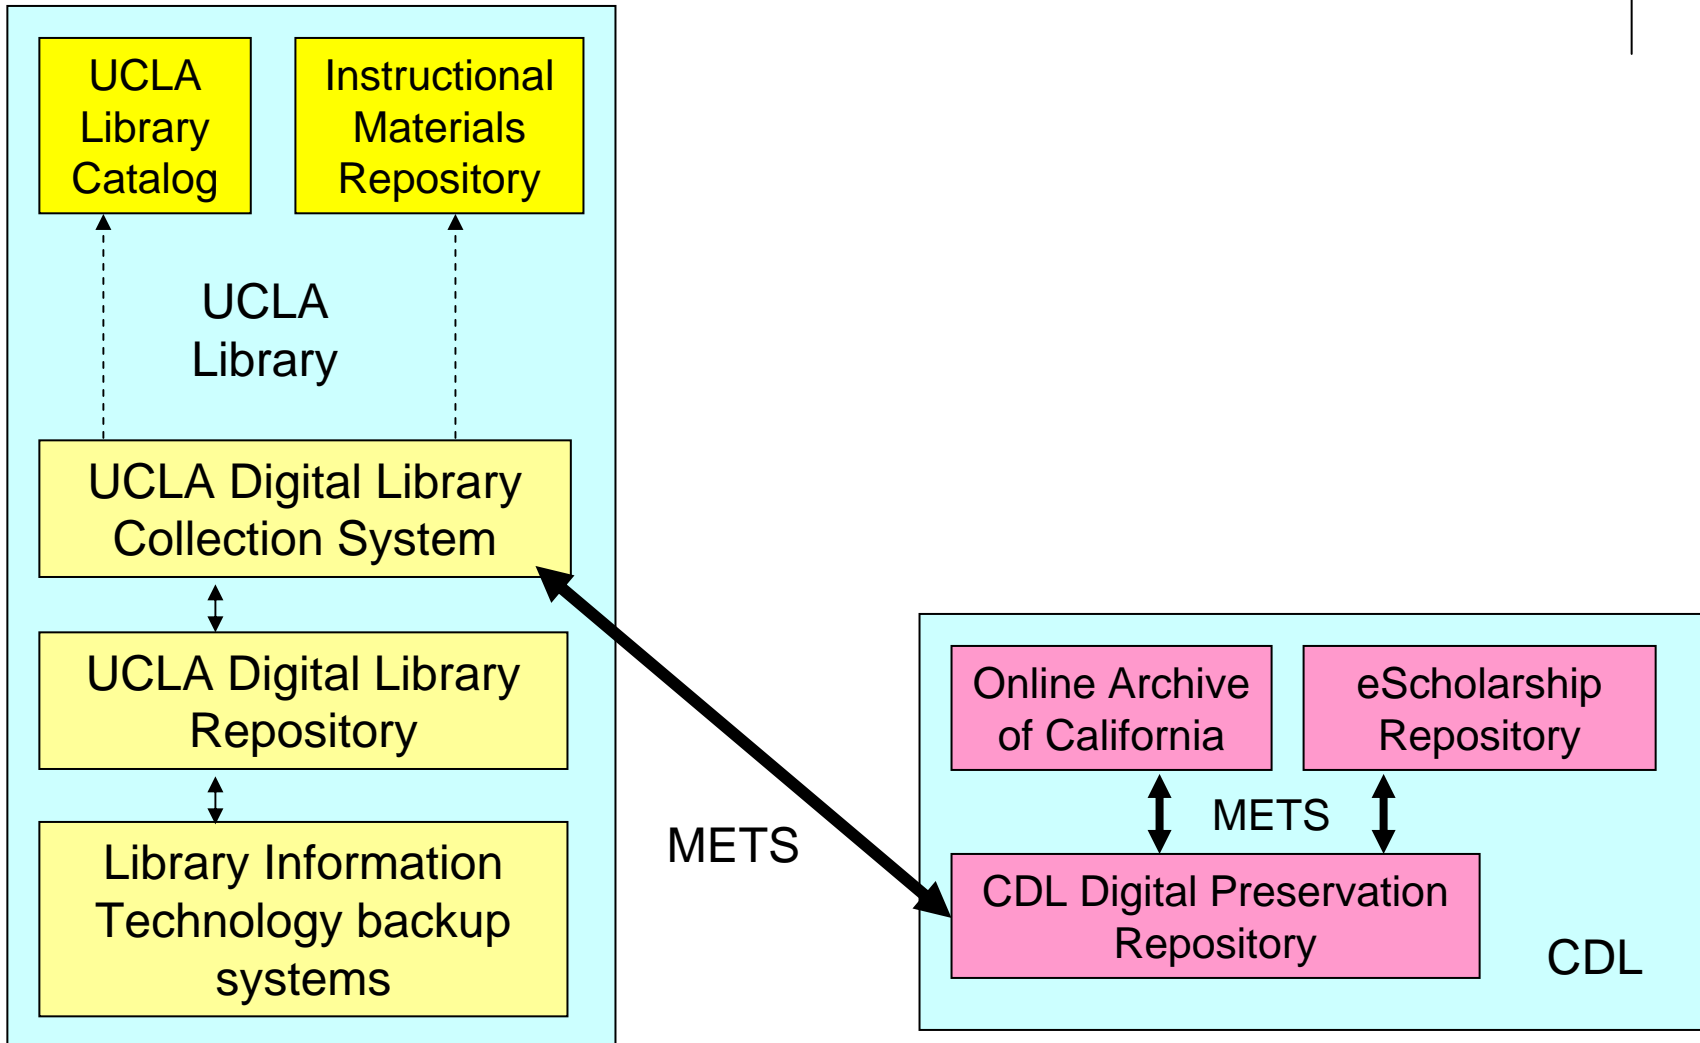 UCLA
Library
Catalog
Instructional
Materials
Repository
UCLA
Library
UCLA Digital Library
Collection System
UCLA Digital Library
Repository
Library Information
Technology backup
systems
METS
Online Archive
of California
eScholarship
Repository
METS
CDL Digital Preservation
Repository
CDL